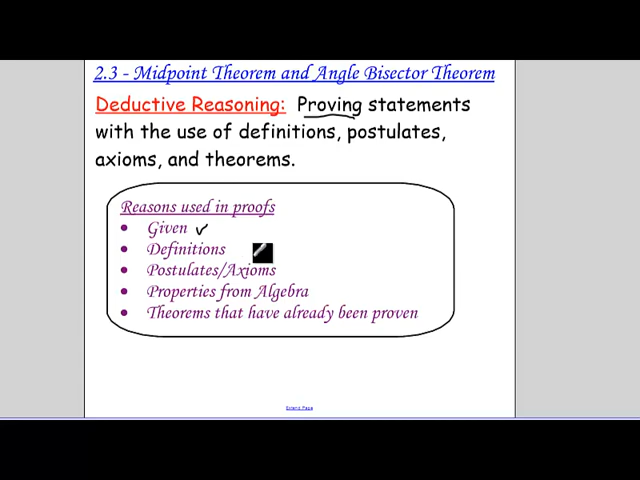 2.3 - Midpoint Theorem and Angle Bisector Theorem
Deductive Reasoning: Proving statements
with the use of definitions, postulates,
axioms, and theorems.
Reasons used in proofs
• Given ✓
• Definitions
• Postulates/Axioms
• Properties from Algebra
• Theorems that have already been proven
Extend Page